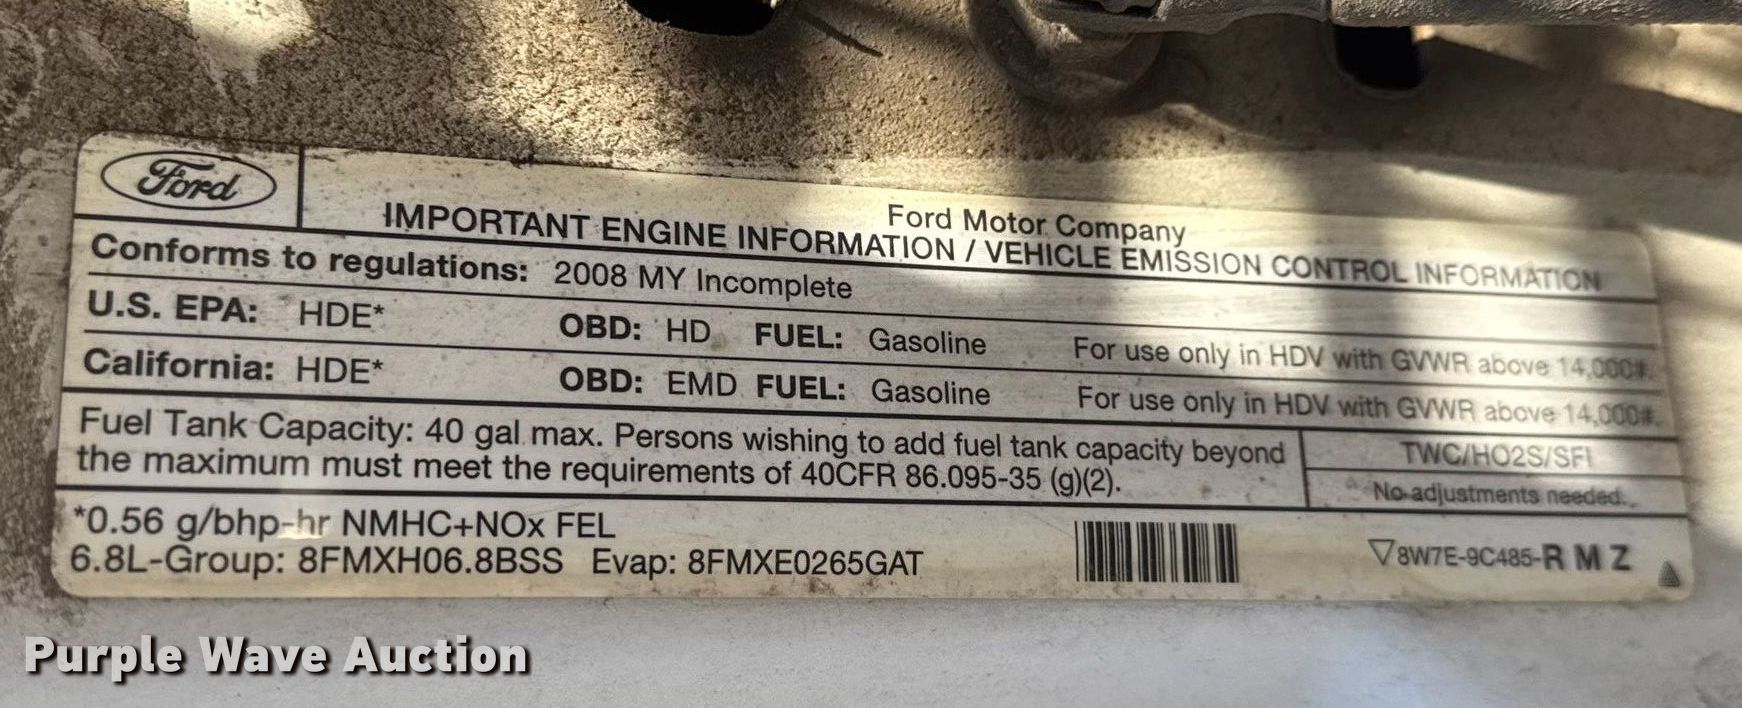 Ford
Ford Motor Company
IMPORTANT ENGINE INFORMATION / VEHICLE EMISSION CONTROL INFORMATION
Conforms to regulations: 2008 MY Incomplete
U.S. EPA: HDE* OBD: HD FUEL: Gasoline For use only in HDV with GVWR above 14,000#.
California: HDE* OBD: EMD FUEL: Gasoline For use only in HDV with GVWR above 14,000#.
Fuel Tank Capacity: 40 gal max. Persons wishing to add fuel tank capacity beyond
the maximum must meet the requirements of 40CFR 86.095-35 (g)(2).
TWC/HO2S/SFI
No adjustments needed.
*0.56 g/bhp-hr NMHC+NOx FEL
6.8L-Group: 8FMXH06.8BSS Evap: 8FMXE0265GAT
▽8W7E-9C485-R M Z
Purple Wave Auction